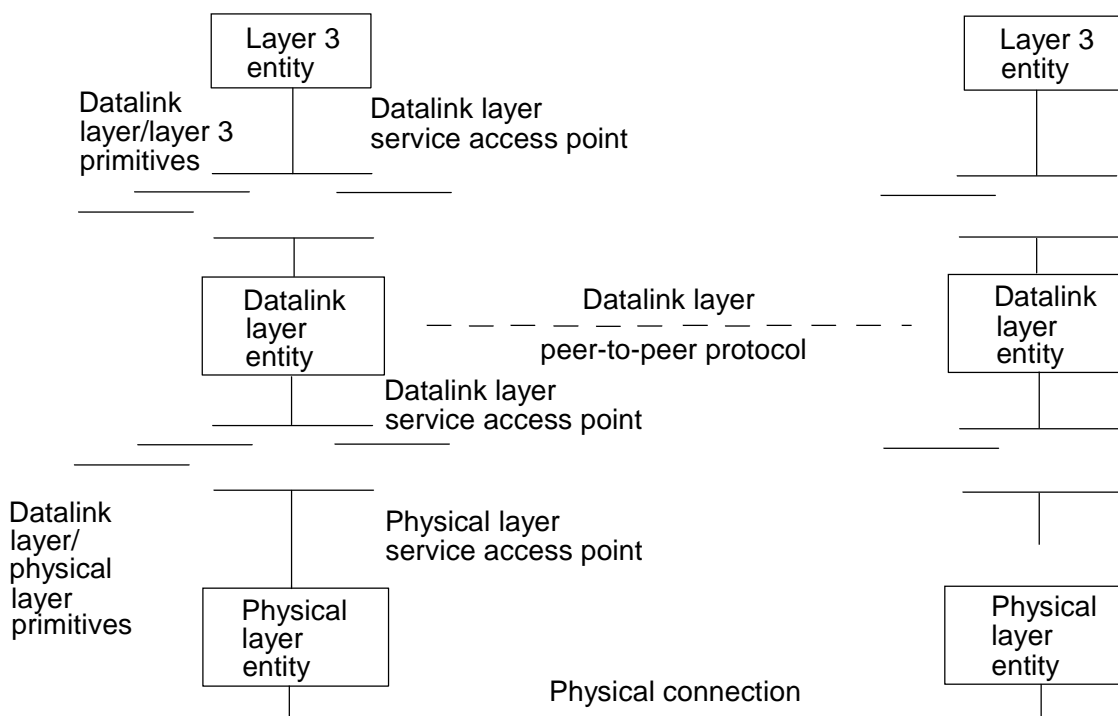 Layer 3
entity
Layer 3
entity
Datalink
layer/layer 3
primitives
Datalink layer
service access point
Datalink
layer
entity
Datalink layer
peer-to-peer protocol
Datalink
layer
entity
Datalink layer
service access point
Datalink
layer/
physical
layer
primitives
Physical layer
service access point
Physical
layer
entity
Physical connection
Physical
layer
entity